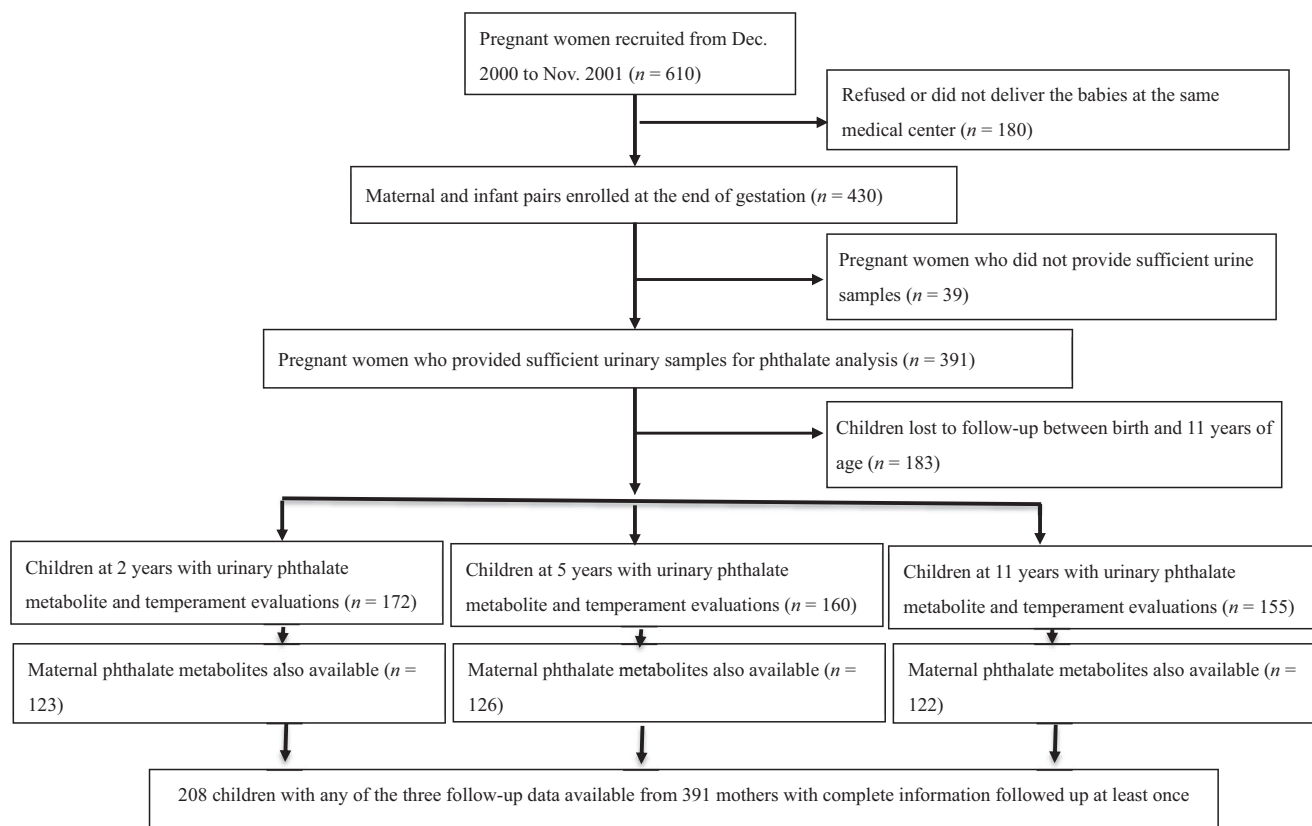 Pregnant women recruited from Dec.
2000 to Nov. 2001 (n = 610)
Refused or did not deliver the babies at the same
medical center (n = 180)
Maternal and infant pairs enrolled at the end of gestation (n = 430)
Pregnant women who did not provide sufficient urine
samples (n = 39)
Pregnant women who provided sufficient urinary samples for phthalate analysis (n = 391)
Children lost to follow-up between birth and 11 years of
age (n = 183)
Children at 2 years with urinary phthalate
metabolite and temperament evaluations (n = 172)
Children at 5 years with urinary phthalate
metabolite and temperament evaluations (n = 160)
Children at 11 years with urinary phthalate
metabolite and temperament evaluations (n = 155)
Maternal phthalate metabolites also available (n =
123)
Maternal phthalate metabolites also available (n =
126)
Maternal phthalate metabolites also available (n =
122)
208 children with any of the three follow-up data available from 391 mothers with complete information followed up at least once